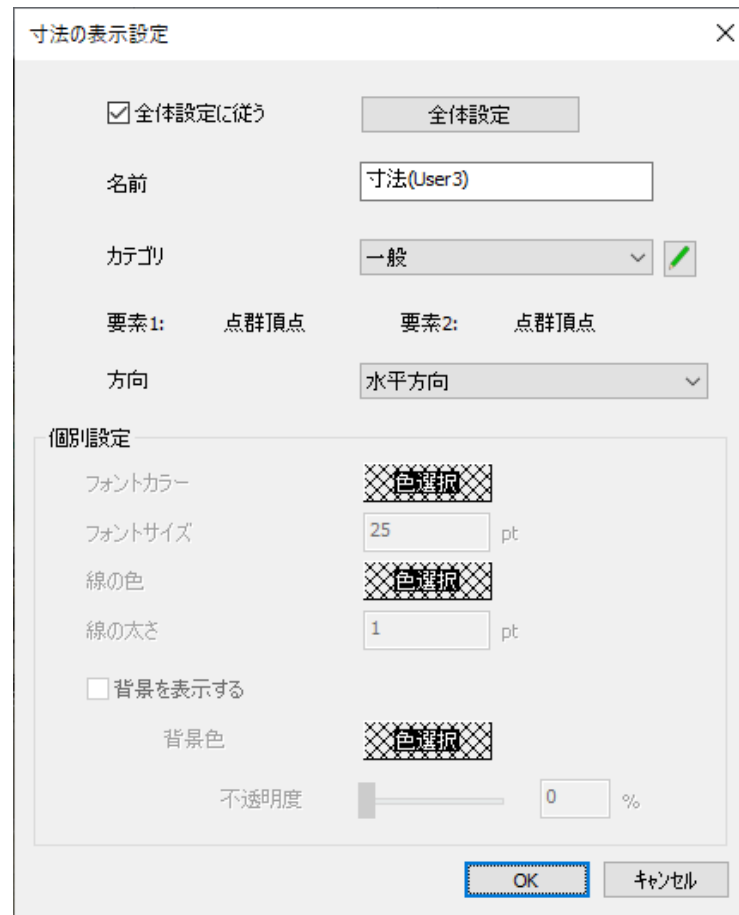 寸法の表示設定
全体設定に従う 全体設定
名前 寸法(User3)
カテゴリ 一般
要素1: 点群頂点 要素2: 点群頂点
方向 水平方向
個別設定
フォントカラー 色選択
フォントサイズ 25 pt
線の色 色選択
線の太さ 1 pt
背景を表示する
背景色 色選択
不透明度 0 %
OK キャンセル